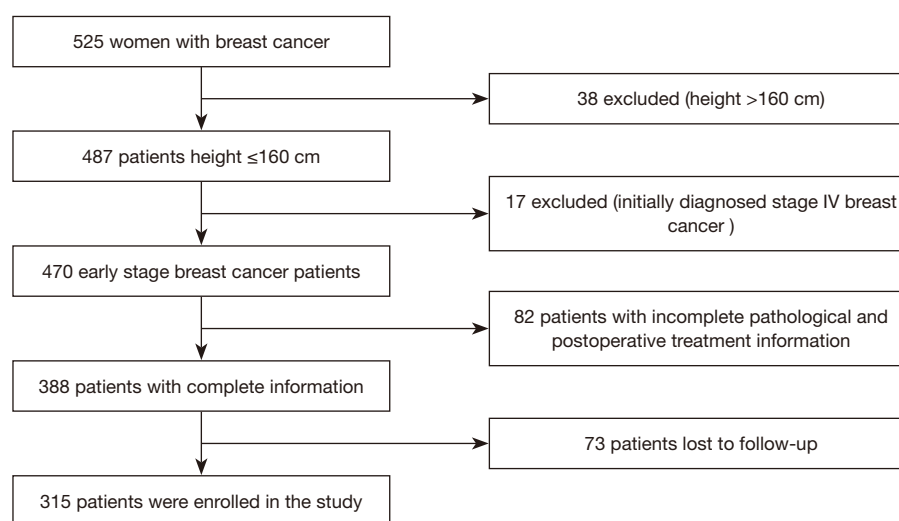 525 women with breast cancer
38 excluded (height >160 cm)
487 patients height ≤160 cm
17 excluded (initially diagnosed stage IV breast
cancer )
470 early stage breast cancer patients
82 patients with incomplete pathological and
postoperative treatment information
388 patients with complete information
73 patients lost to follow-up
315 patients were enrolled in the study